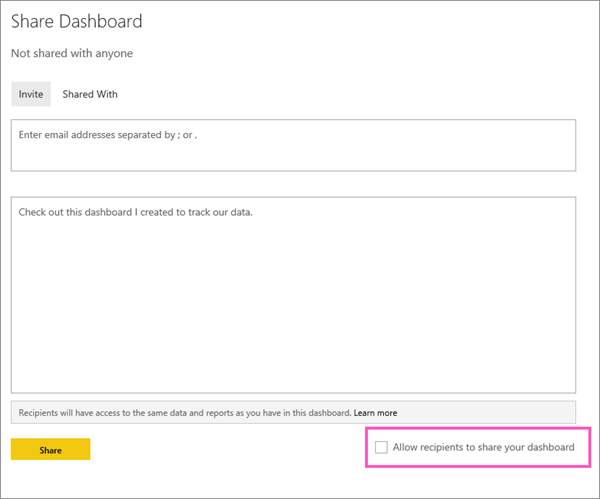 Share Dashboard
Not shared with anyone
Invite Shared With
Enter email addresses separated by ; or ,
Check out this dashboard I created to track our data.
Recipients will have access to the same data and reports as you have in this dashboard. Learn more
Share Allow recipients to share your dashboard